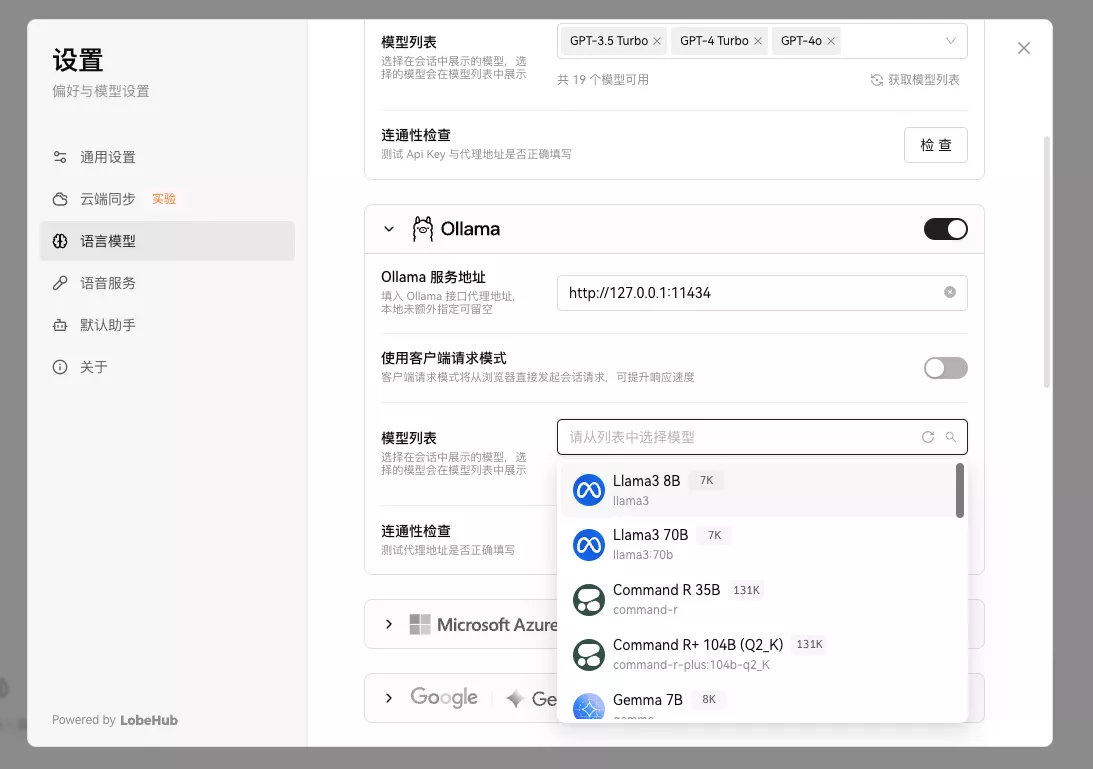 设置
偏好与模型设置
通用设置
云端同步 实验
语言模型
语音服务
默认助手
关于
Powered by LobeHub
模型列表
选择在会话中展示的模型，选
择的模型会在模型列表中展示
GPT-3.5 Turbo GPT-4 Turbo GPT-4o
共 19 个模型可用
获取模型列表
连通性检查
测试 Api Key 与代理地址是否正确填写
检 查
Ollama
Ollama 服务地址
填入 Ollama 接口代理地址，
本地未额外指定可留空
http://127.0.0.1:11434
使用客户端请求模式
客户端请求模式将从浏览器直接发起会话请求，可提升响应速度
模型列表
选择在会话中展示的模型，选
择的模型会在模型列表中展示
请从列表中选择模型
Llama3 8B 7K
llama3
Llama3 70B 7K
llama3:70b
Command R 35B 131K
command-r
Command R+ 104B (Q2_K) 131K
command-r-plus:104b-q2_K
Gemma 7B 8K
gemma
连通性检查
测试代理地址是否正确填写
Microsoft Azure
Google Ge